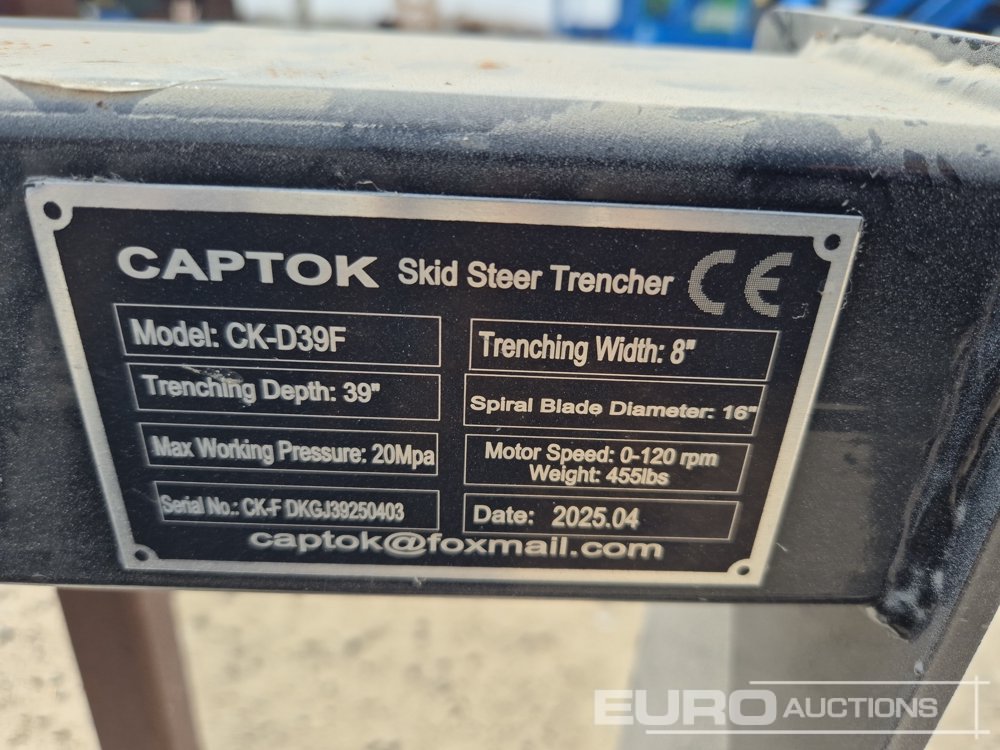 CAPTOK Skid Steer Trencher CE
Model: CK-D39F
Trenching Width: 8"
Trenching Depth: 39"
Spiral Blade Diameter: 16"
Max Working Pressure: 20Mpa
Motor Speed: 0-120 rpm
Weight: 455lbs
Serial No.: CK-F DKGJ39250403
Date: 2025.04
captok@foxmail.com
EURO AUCTIONS